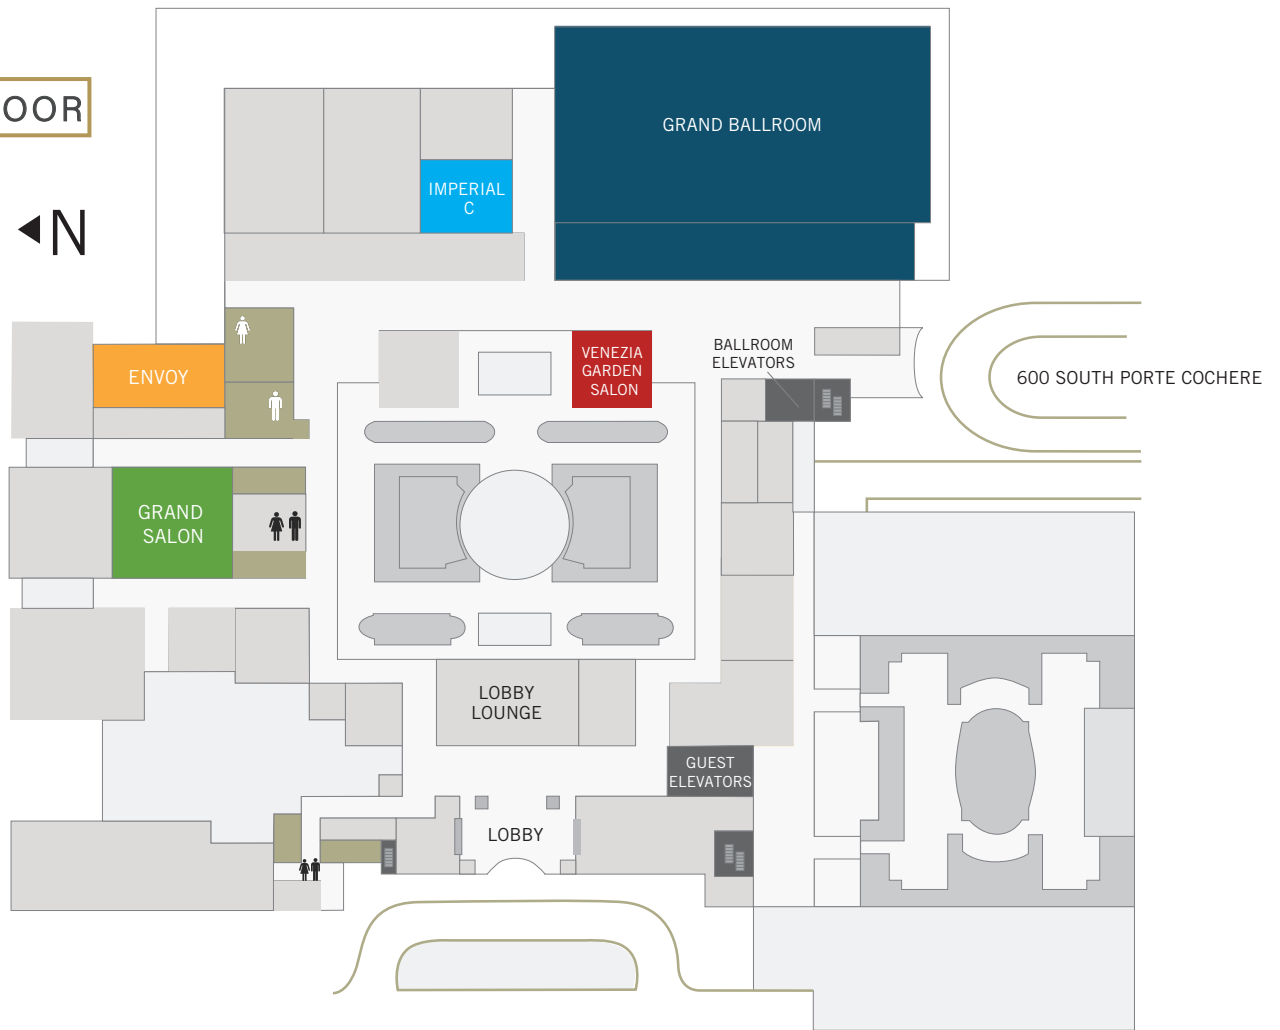 OOR
GRAND BALLROOM
IMPERIAL
C
N
ENVOY
VENEZIA
GARDEN
SALON
BALLROOM
ELEVATORS
600 SOUTH PORTE COCHERE
GRAND
SALON
LOBBY
LOUNGE
GUEST
ELEVATORS
LOBBY